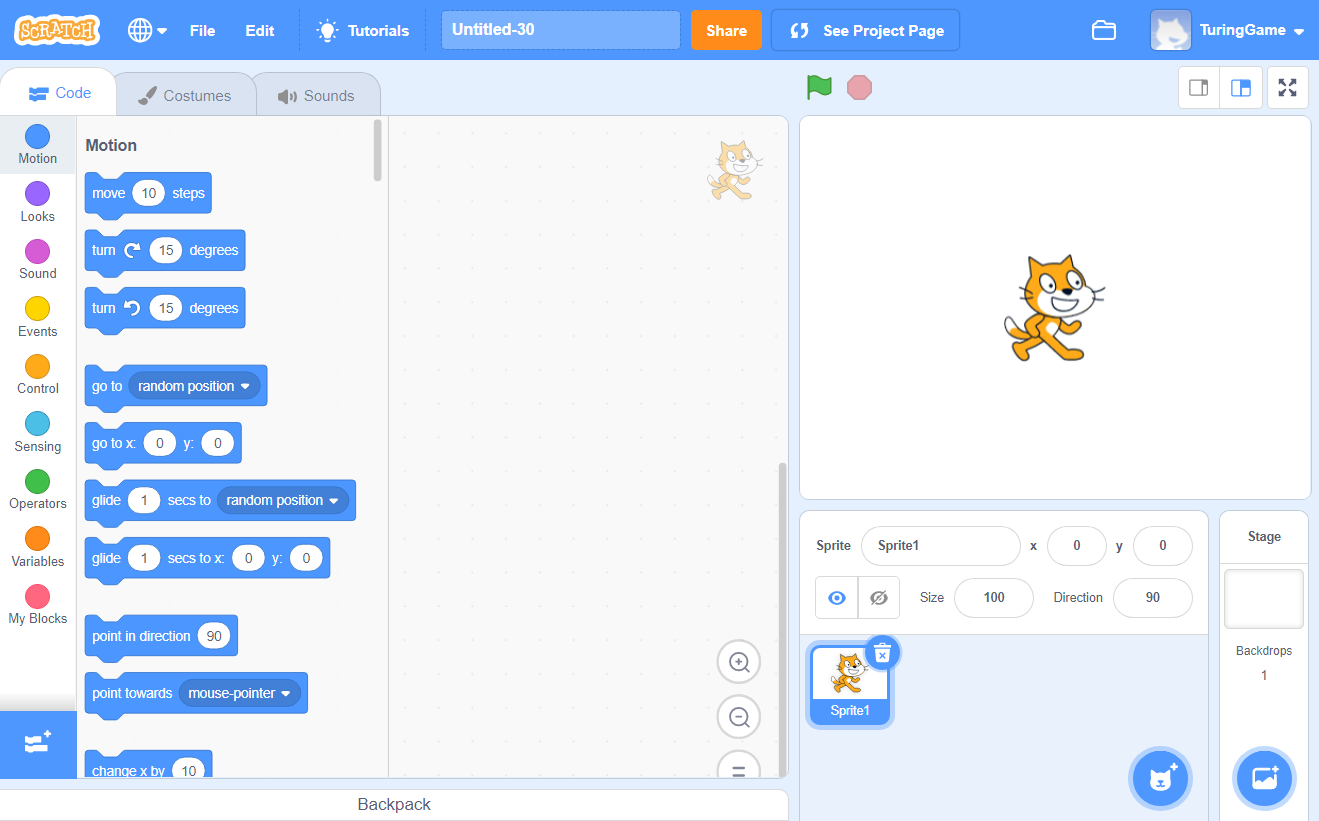 SCRATCH
File
Edit
Tutorials
Untitled-30
Share
See Project Page
TuringGame
Code
Costumes
Sounds
Motion
Looks
Sound
Events
Control
Sensing
Operators
Variables
My Blocks
Motion
move 10 steps
turn 15 degrees
turn 15 degrees
go to random position
go to x: 0 y: 0
glide 1 secs to random position
glide 1 secs to x: 0 y: 0
point in direction 90
point towards mouse-pointer
change x by 10
Backpack
Sprite Sprite1 x 0 y 0
Size 100 Direction 90
Sprite1
Stage
Backdrops
1